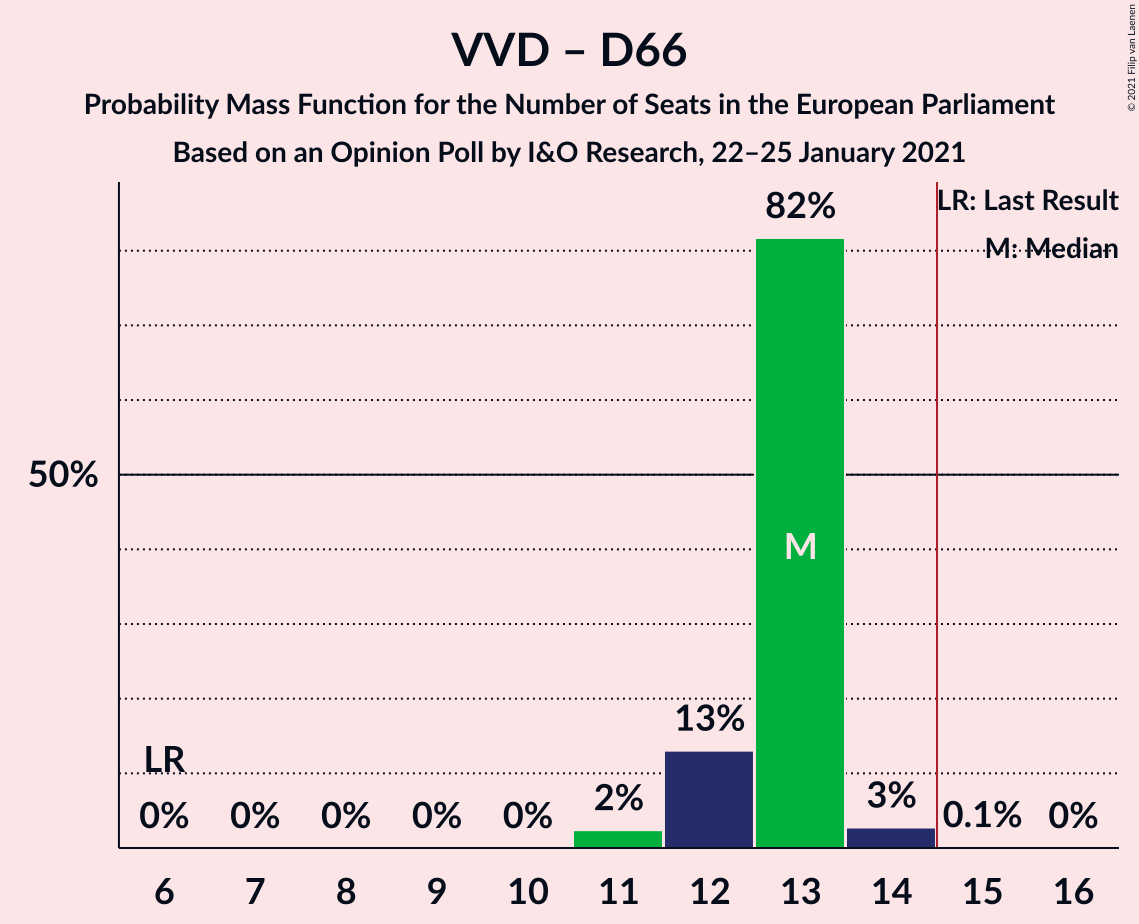 VVD – D66
Probability Mass Function for the Number of Seats in the European Parliament
Based on an Opinion Poll by I&O Research, 22–25 January 2021
© 2021 Filip van Laenen
LR: Last Result
M: Median
82%
50%
M
13%
LR
0%
0%
0%
0%
0%
2%
3%
0.1%
0%
6 7 8 9 10 11 12 13 14 15 16